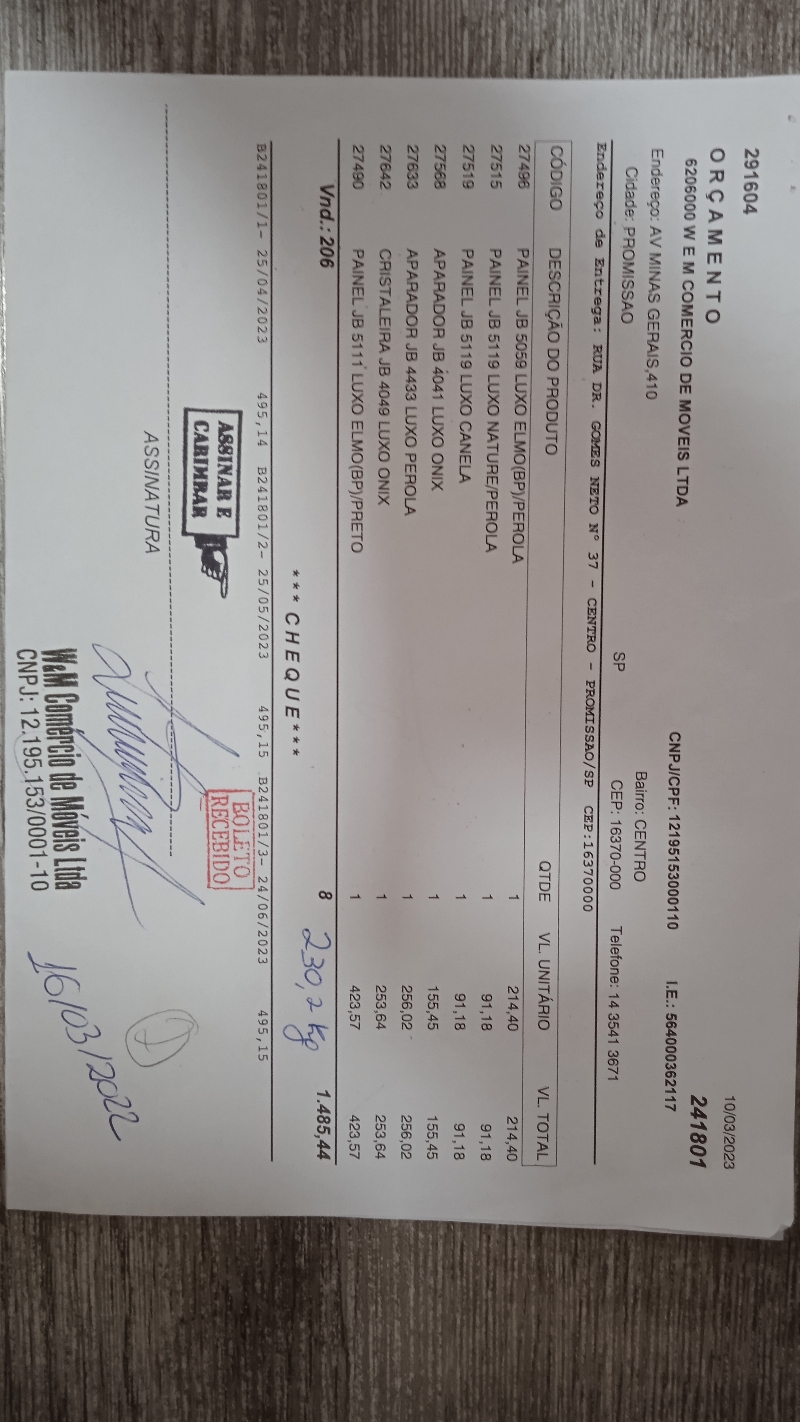 291604
10/03/2023
O R Ç A M E N T O
241801
6206000 W E M COMERCIO DE MOVEIS LTDA CNPJ/CPF: 12195153000110 I.E.: 564000362117
Endereço: AV MINAS GERAIS,410 Bairro: CENTRO
Cidade: PROMISSAO SP CEP: 16370-000 Telefone: 14 3541 3671
Endereço de Entrega: RUA DR. GOMES NETO Nº 37 - CENTRO - PROMISSAO/SP CEP:16370000
CÓDIGO DESCRIÇÃO DO PRODUTO QTDE VL. UNITÁRIO VL. TOTAL
27496 PAINEL JB 5059 LUXO ELMO(BP)/PEROLA 1 214,40 214,40
27515 PAINEL JB 5119 LUXO NATURE/PEROLA 1 91,18 91,18
27519 PAINEL JB 5119 LUXO CANELA 1 91,18 91,18
27568 APARADOR JB 4041 LUXO ONIX 1 155,45 155,45
27633 APARADOR JB 4433 LUXO PEROLA 1 256,02 256,02
27642 CRISTALEIRA JB 4049 LUXO ONIX 1 253,64 253,64
27490 PAINEL JB 5111 LUXO ELMO(BP)/PRETO 1 423,57 423,57
Vnd.: 206 8 230,2 kg 1.485,44
*** C H E Q U E ***
B241801/1- 25/04/2023 495,14 B241801/2- 25/05/2023 495,15 B241801/3- 24/06/2023 495,15
ASSINAR E
CARIMBAR
BOLETO
RECEBIDO
ASSINATURA
W&M Comércio de Móveis Ltda
CNPJ: 12.195.153/0001-10
16/03/2022